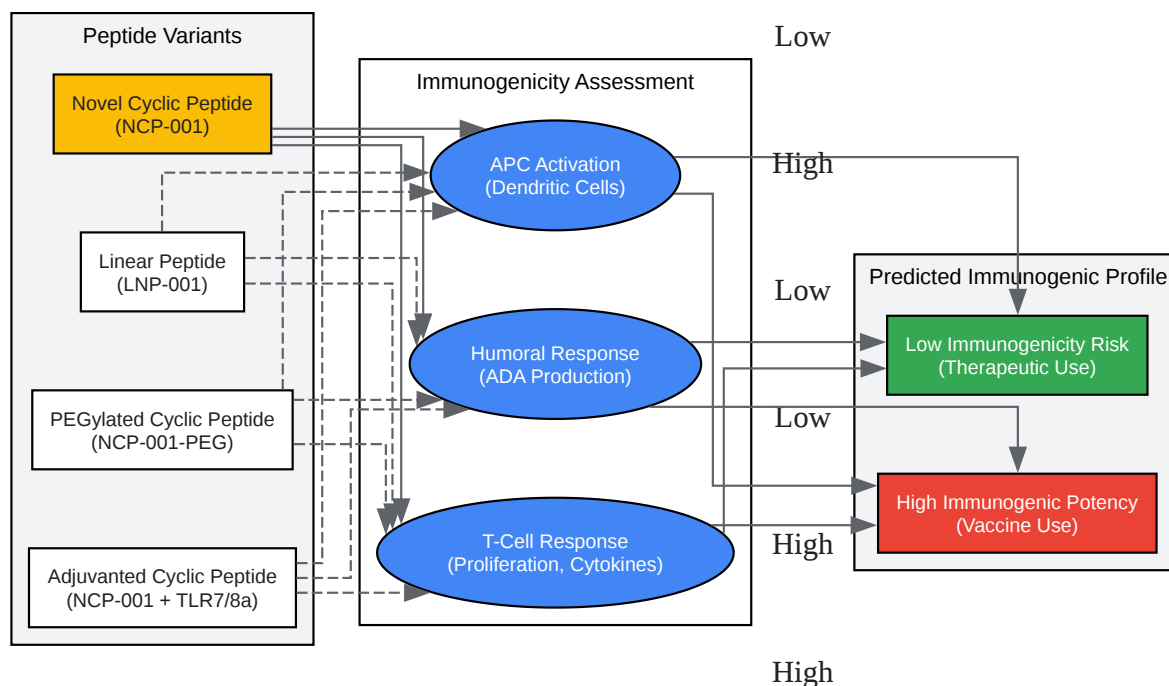 Peptide Variants
Novel Cyclic Peptide
(NCP-001)
Linear Peptide
(LNP-001)
PEGylated Cyclic Peptide
(NCP-001-PEG)
Adjuvanted Cyclic Peptide
(NCP-001 + TLR7/8a)
Immunogenicity Assessment
APC Activation
(Dendritic Cells)
Humoral Response
(ADA Production)
T-Cell Response
(Proliferation, Cytokines)
Low
High
Low
Low
High
High
Predicted Immunogenic Profile
Low Immunogenicity Risk
(Therapeutic Use)
High Immunogenic Potency
(Vaccine Use)